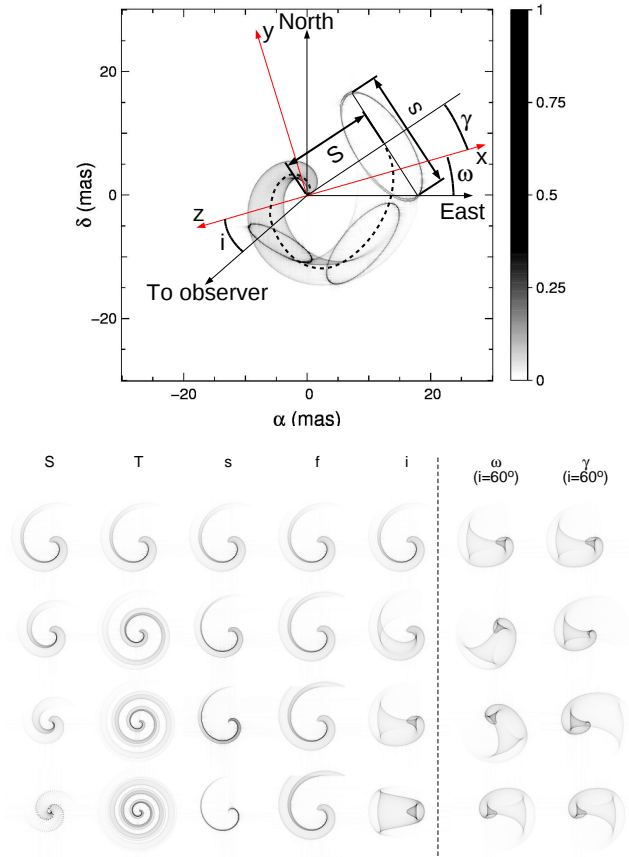 North
y
1
20
S
s
γ
0.75
x
δ (mas)
0
ω
0.5
z
East
i
To observer
0.25
−20
0
−20
0
20
α (mas)
S T s f i ω γ
(i=60º) (i=60º)